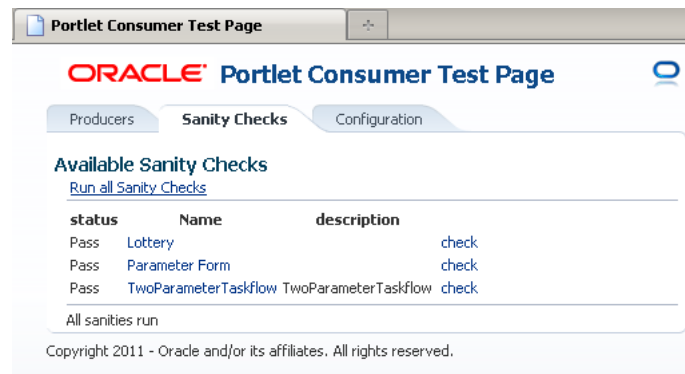 Portlet Consumer Test Page
ORACLE Portlet Consumer Test Page
Producers Sanity Checks Configuration
Available Sanity Checks
Run all Sanity Checks
status Name description
Pass Lottery check
Pass Parameter Form check
Pass TwoParameterTaskflow TwoParameterTaskflow check
All sanities run
Copyright 2011 - Oracle and/or its affiliates. All rights reserved.